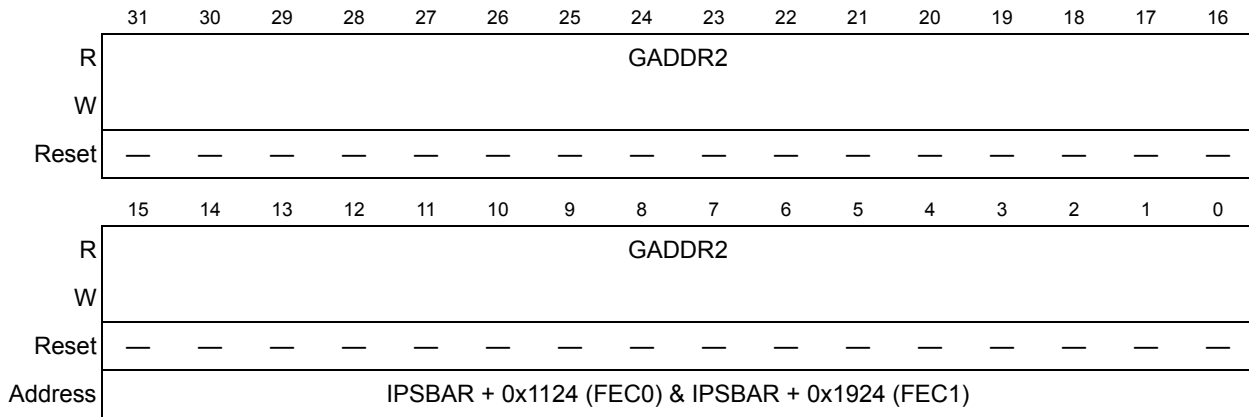 31 30 29 28 27 26 25 24 23 22 21 20 19 18 17 16
R GADDR2
W
Reset — — — — — — — — — — — — — — — —
15 14 13 12 11 10 9 8 7 6 5 4 3 2 1 0
R GADDR2
W
Reset — — — — — — — — — — — — — — — —
Address IPSBAR + 0x1124 (FEC0) & IPSBAR + 0x1924 (FEC1)